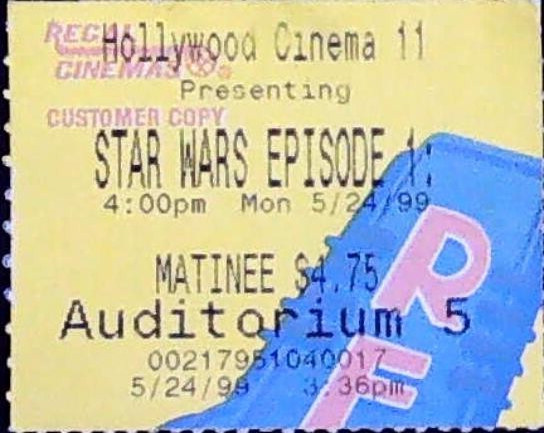 REGAL
CINEMAS®
Hollywood Cinema 11
Presenting
CUSTOMER COPY
STAR WARS EPISODE 1:
4:00pm Mon 5/24/99
MATINEE $4.75
Auditorium 5
00217951040017
5/24/99 3:36pm
R
E